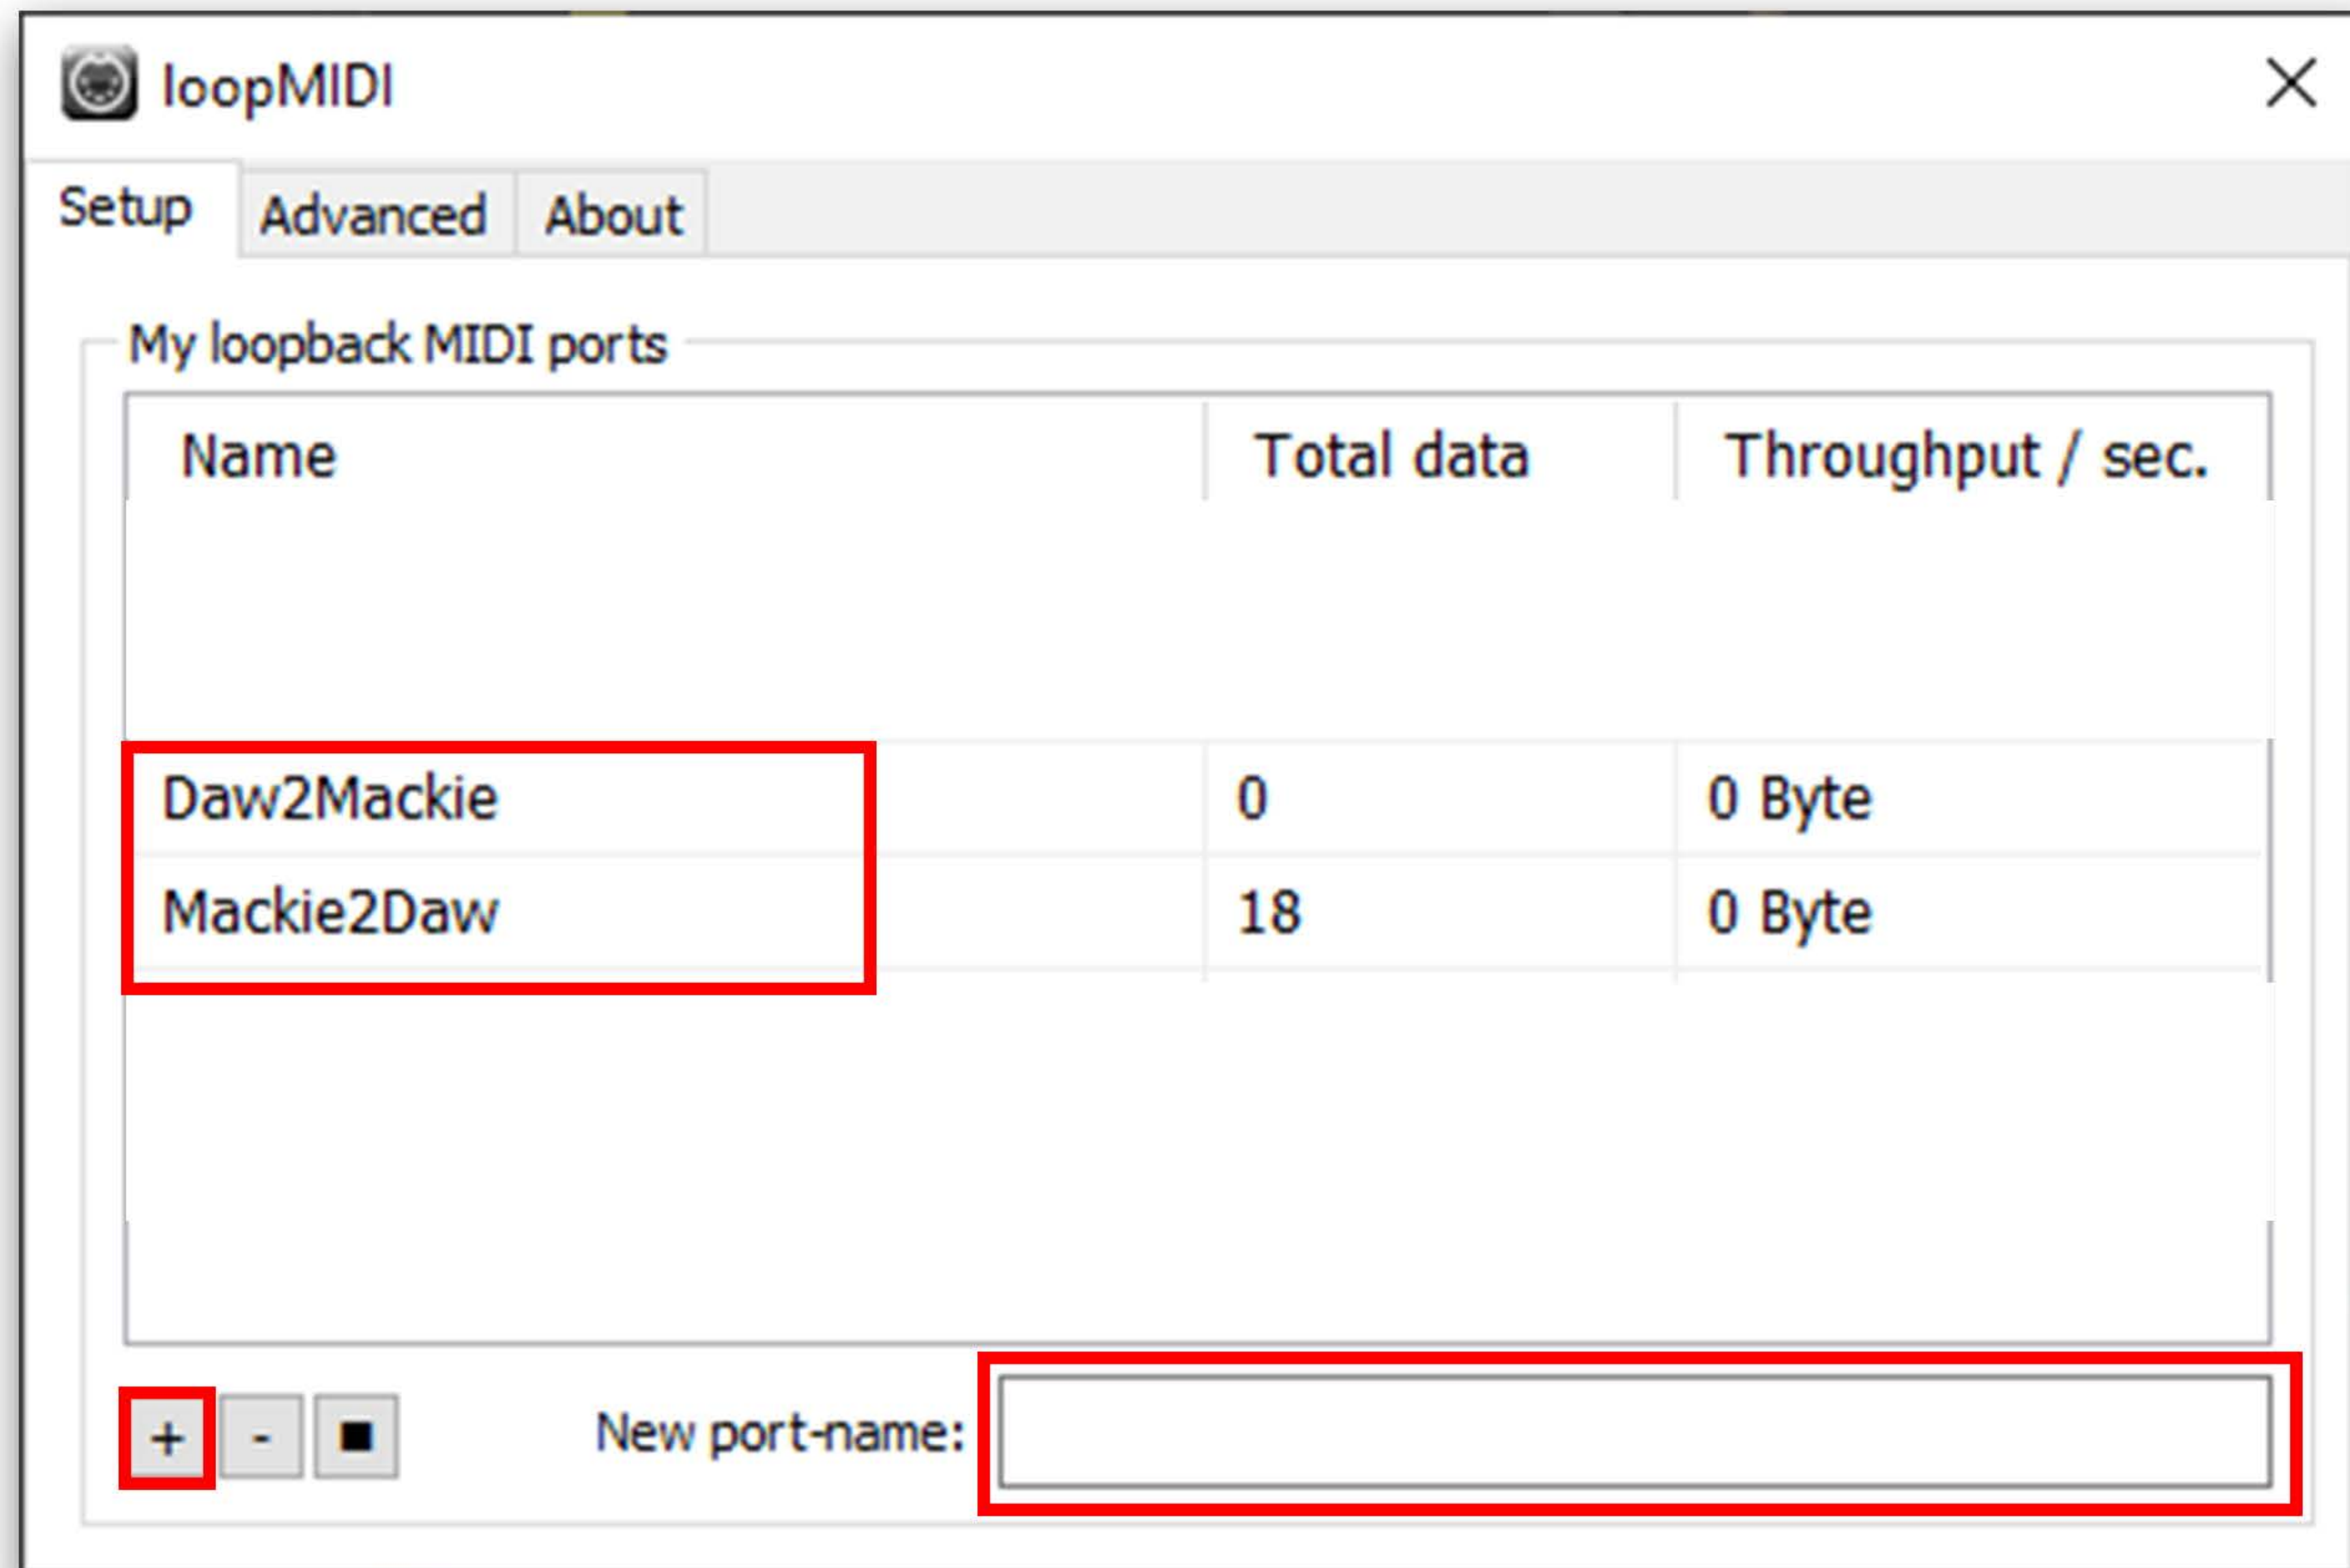 loopMIDI
Setup Advanced About
My loopback MIDI ports
Name Total data Throughput / sec.
Daw2Mackie 0 0 Byte
Mackie2Daw 18 0 Byte
+ - New port-name: